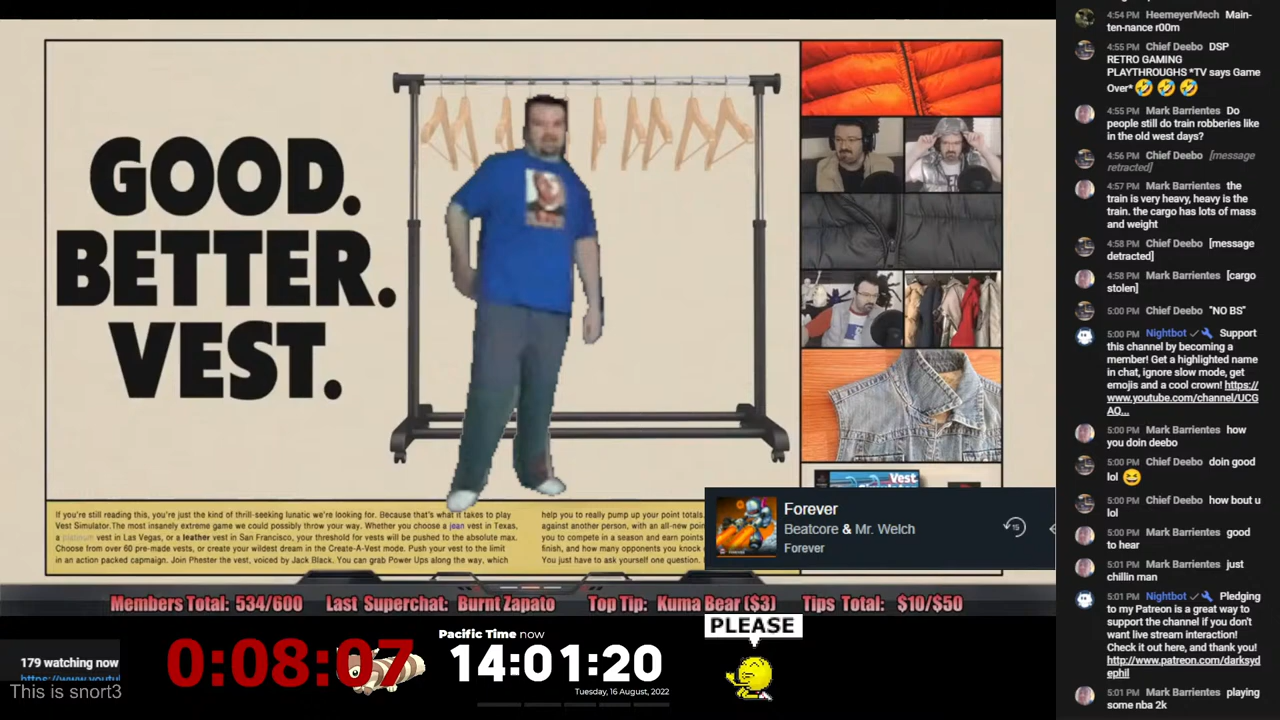 GOOD.
BETTER.
VEST.
If you're still reading this, you're just the kind of thrill-seeking lunatic we're looking for. Because that's what it takes to play
Vest Simulator.The most insanely extreme game we could possibly throw your way. Whether you choose a jean vest in Texas,
a platinum vest in Las Vegas, or a leather vest in San Francisco, your threshold for vests will be pushed to the absolute max.
Choose from over 60 pre-made vests, or create your wildest dream in the Create-A-Vest mode. Push your vest to the limit
in an action packed capmaign. Join Phester the vest, voiced by Jack Black. You can grab Power Ups along the way, which
help you to really pump up your point totals.
against another person, with an all-new poin
you to compete in a season and earn points
finish, and how many opponents you knock
You just have to ask yourself one question.
Vest
Forever
Beatcore & Mr. Welch
Forever
15
Members Total: 534/600 Last Superchat: Burnt Zapato Top Tip: Kuma Bear ($3) Tips Total: $10/$50
PLEASE
179 watching now
This is snort3
0:08:07
Pacific Time now
14:01:20
Tuesday, 16 August, 2022
4:54 PM HeemeyerMech Main-
ten-nance r00m
4:55 PM Chief Deebo DSP
RETRO GAMING
PLAYTHROUGHS *TV says Game
Over* 🤣 🤣 🤣
4:55 PM Mark Barrientes Do
people still do train robberies like
in the old west days?
4:56 PM Chief Deebo [message
retracted]
4:57 PM Mark Barrientes the
train is very heavy, heavy is the
train. the cargo has lots of mass
and weight
4:58 PM Chief Deebo [message
detracted]
4:58 PM Mark Barrientes [cargo
stolen]
5:00 PM Chief Deebo "NO BS"
5:00 PM Nightbot Support
this channel by becoming a
member! Get a highlighted name
in chat, ignore slow mode, get
emojis and a cool crown! https://
www.youtube.com/channel/UCG
AO...
5:00 PM Mark Barrientes how
you doin deebo
5:00 PM Chief Deebo doin good
lol 😆
5:00 PM Chief Deebo how bout u
lol
5:00 PM Mark Barrientes good
to hear
5:01 PM Mark Barrientes just
chillin man
5:01 PM Nightbot Pledging
to my Patreon is a great way to
support the channel if you don't
want live stream interaction!
Check it out here, and thank you!
http://www.patreon.com/darksyd
ephil
5:01 PM Mark Barrientes playing
some nba 2k